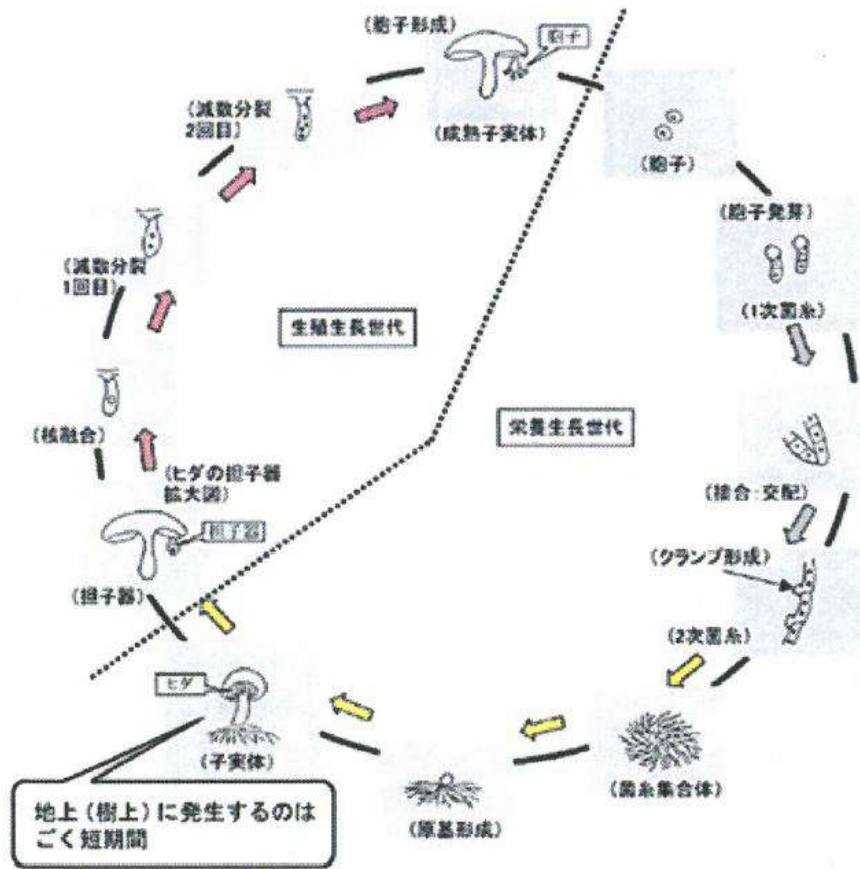 (胞子形成)
胞子
(成熟子実体)
(胞子)
(胞子発芽)
(1次菌糸)
(接合:交配)
(クランプ形成)
(2次菌糸)
(菌糸集合体)
(原基形成)
ヒダ
(子実体)
地上(樹上)に発生するのは
ごく短期間
(担子器)
担子器
(ヒダの担子器
拡大図)
(核融合)
(減数分裂
1回目)
(減数分裂
2回目)
生殖生長世代
栄養生長世代